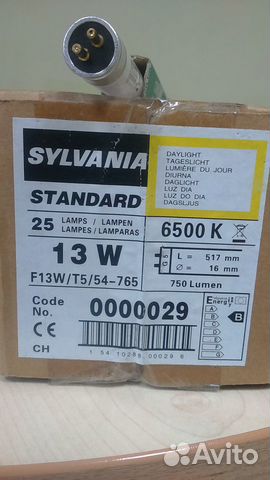 SYLVANIA
STANDARD
25 LAMPS / LAMPEN
LAMPES / LAMPARAS
13 W
F13W/T5/54-765
DAYLIGHT
TAGESLICHT
LUMIÈRE DU JOUR
DIURNA
DAGLICHT
LUZ DIA
LUZ DO DIA
DAGSLJUS
6500 K
G5
L = 517 mm
Ø = 16 mm
750 Lumen
Code
No.
0000029
CE
CH
Energy
A
B
C
D
E
F
G
B
Avito